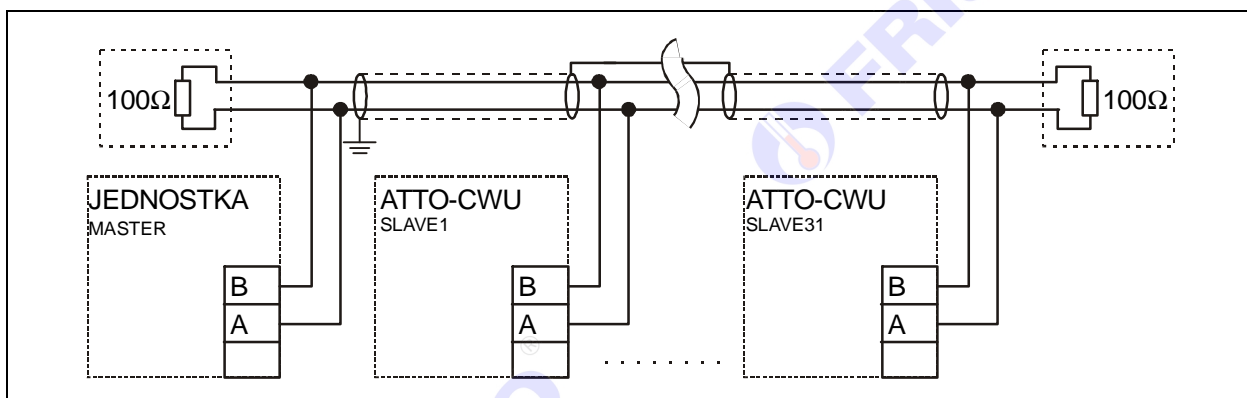 100Ω
100Ω
JEDNOSTKA
MASTER
B
A
ATTO-CWU
SLAVE1
B
A
. . . . . . . .
ATTO-CWU
SLAVE31
B
A
®